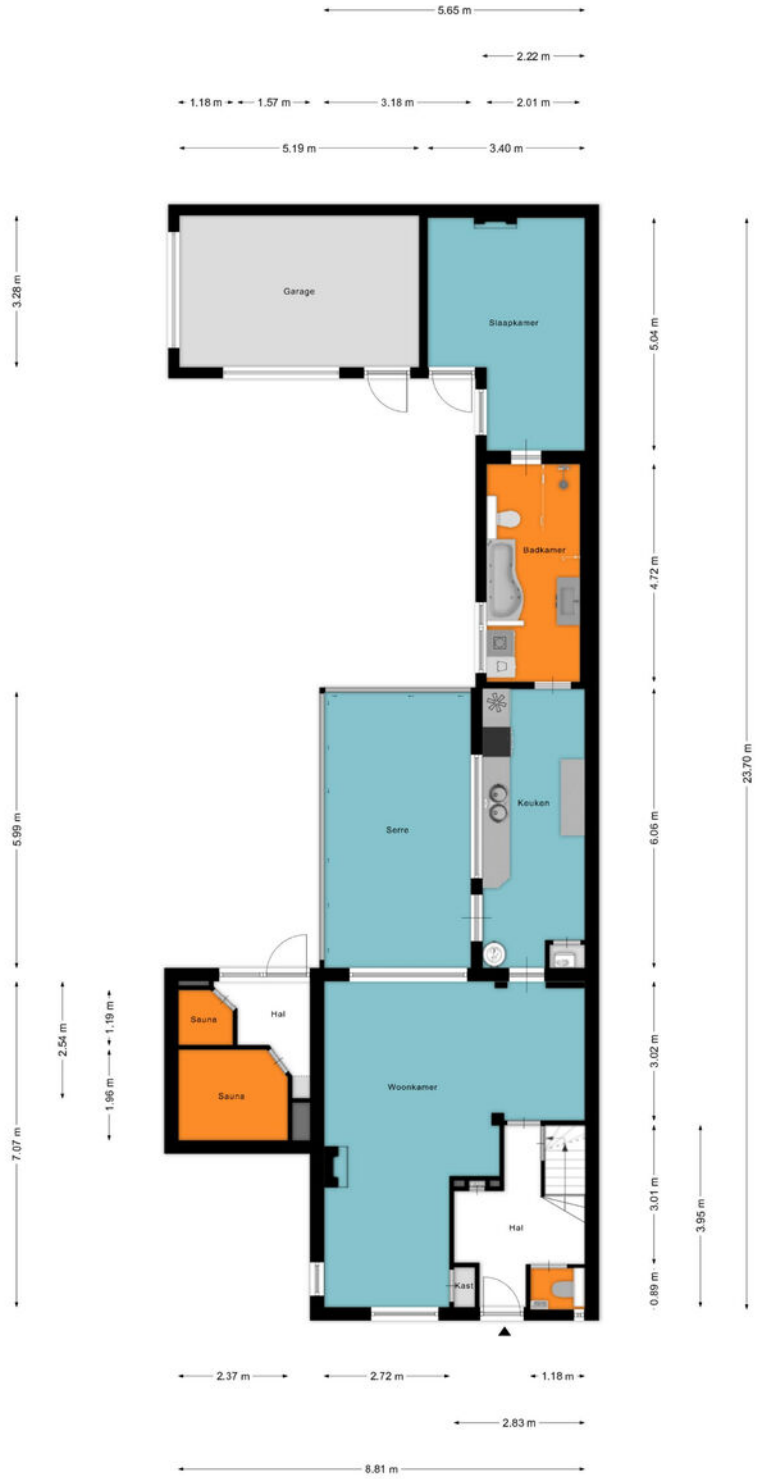 5.65 m
2.22 m
1.18 m
1.57 m
3.18 m
2.01 m
5.19 m
3.40 m
3.28 m
Garage
Slaapkamer
5.04 m
Badkamer
4.72 m
23.70 m
5.99 m
Serre
Keuken
6.06 m
2.54 m
1.19 m
Sauna
Hal
3.02 m
Woonkamer
1.96 m
Sauna
7.07 m
3.01 m
3.95 m
Hal
Kast
0.89 m
2.37 m
2.72 m
1.18 m
2.83 m
8.81 m